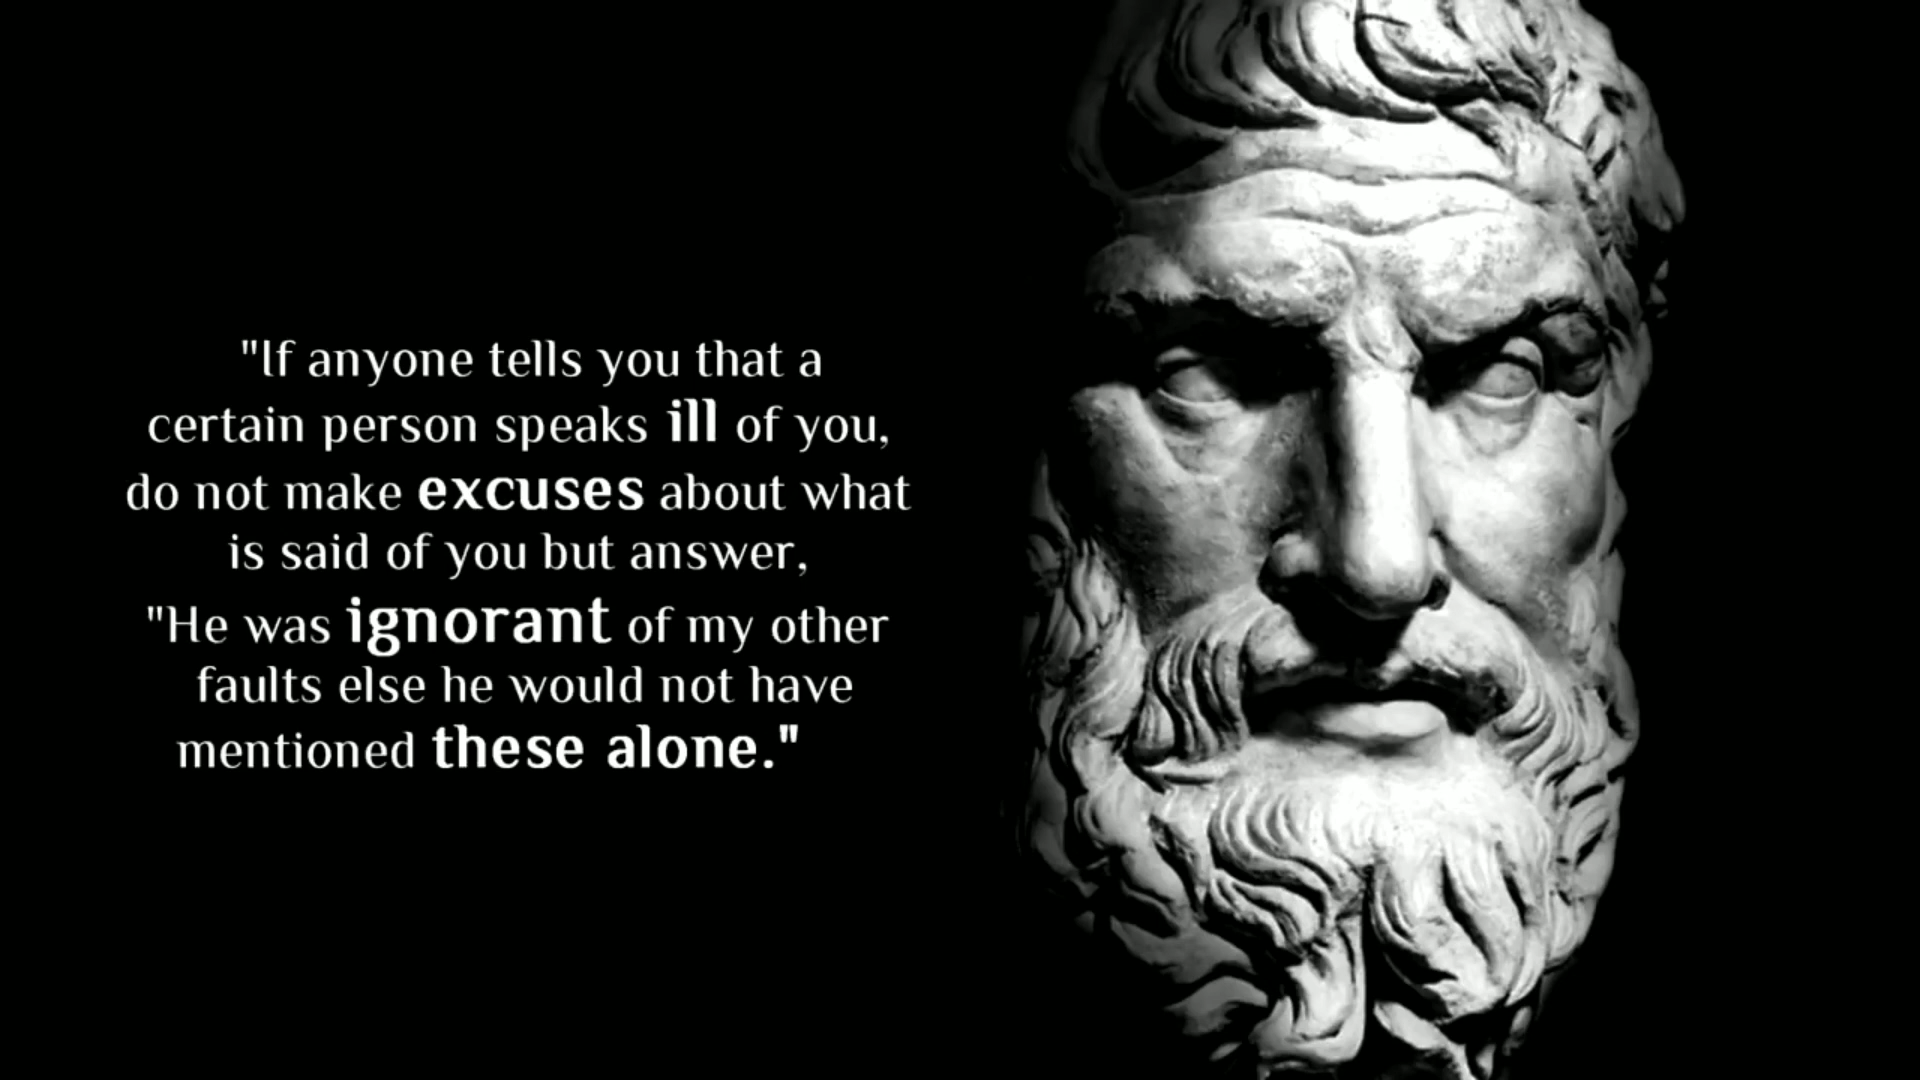 "If anyone tells you that a
certain person speaks ill of you,
do not make excuses about what
is said of you but answer,
"He was ignorant of my other
faults else he would not have
mentioned these alone."